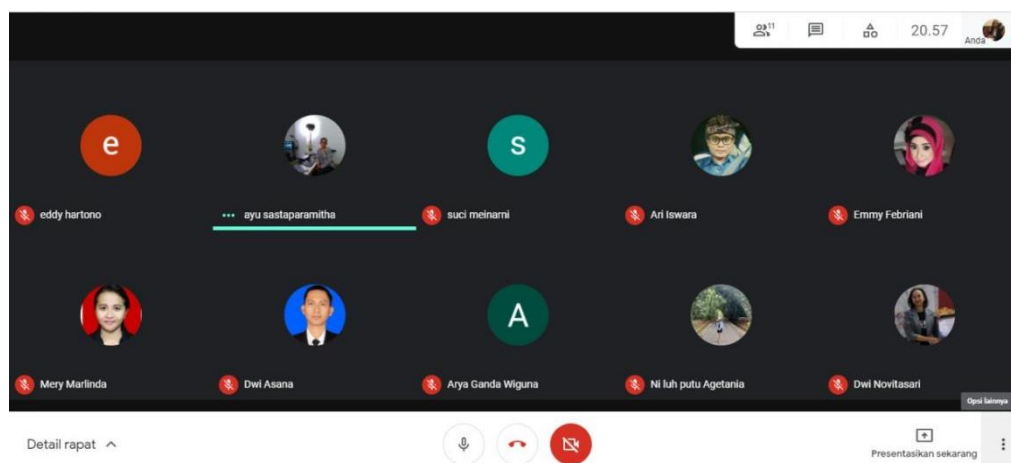 11
20.57
Anda
e
s
eddy hartono
ayu sastaparamitha
suci meinarni
Ari Iswara
Emmy Febriani
A
Mery Marlinda
Dwi Asana
Arya Ganda Wiguna
Ni luh putu Agetania
Dwi Novitasari
Opsi lainnya
Detail rapat
Presentasikan sekarang